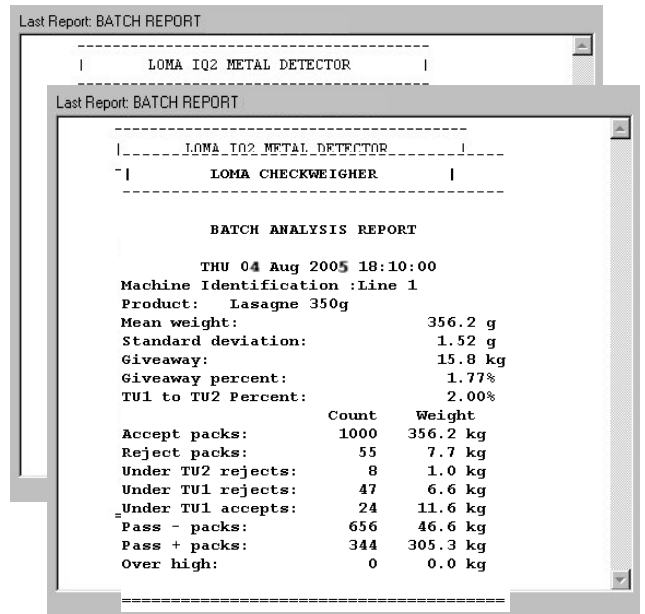 Last Report: BATCH REPORT
----------------------------------------
| LOMA IQ2 METAL DETECTOR |
----------------------------------------
Last Report: BATCH REPORT
----------------------------------------
|______LOMA IQ2 METAL DETECTOR_______|____
-| LOMA CHECKWEIGHER |
-------------------------------------------
BATCH ANALYSIS REPORT
THU 04 Aug 2005 18:10:00
Machine Identification :Line 1
Product: Lasagne 350g
Mean weight: 356.2 g
Standard deviation: 1.52 g
Giveaway: 15.8 kg
Giveaway percent: 1.77%
TU1 to TU2 Percent: 2.00%
Count Weight
Accept packs: 1000 356.2 kg
Reject packs: 55 7.7 kg
Under TU2 rejects: 8 1.0 kg
Under TU1 rejects: 47 6.6 kg
Under TU1 accepts: 24 11.6 kg
Pass - packs: 656 46.6 kg
Pass + packs: 344 305.3 kg
Over high: 0 0.0 kg
===========================================